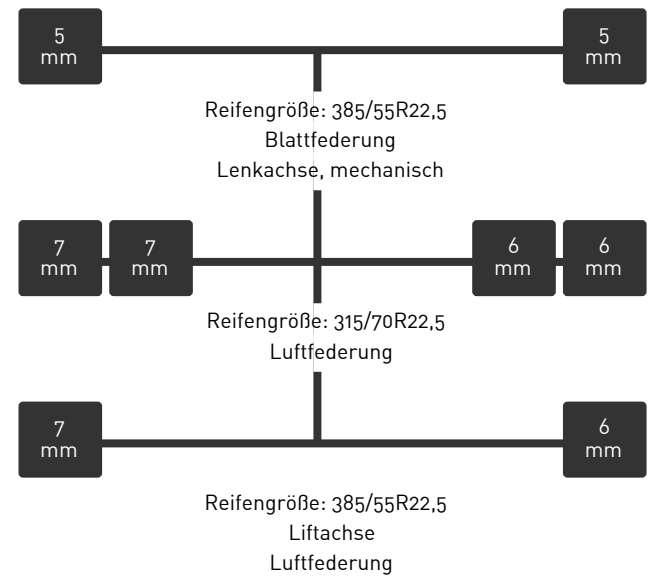 5 mm 5 mm
Reifengröße: 385/55R22,5
Blattfederung
Lenkachse, mechanisch
7 mm 7 mm 6 mm 6 mm
Reifengröße: 315/70R22,5
Luftfederung
7 mm 6 mm
Reifengröße: 385/55R22,5
Liftachse
Luftfederung